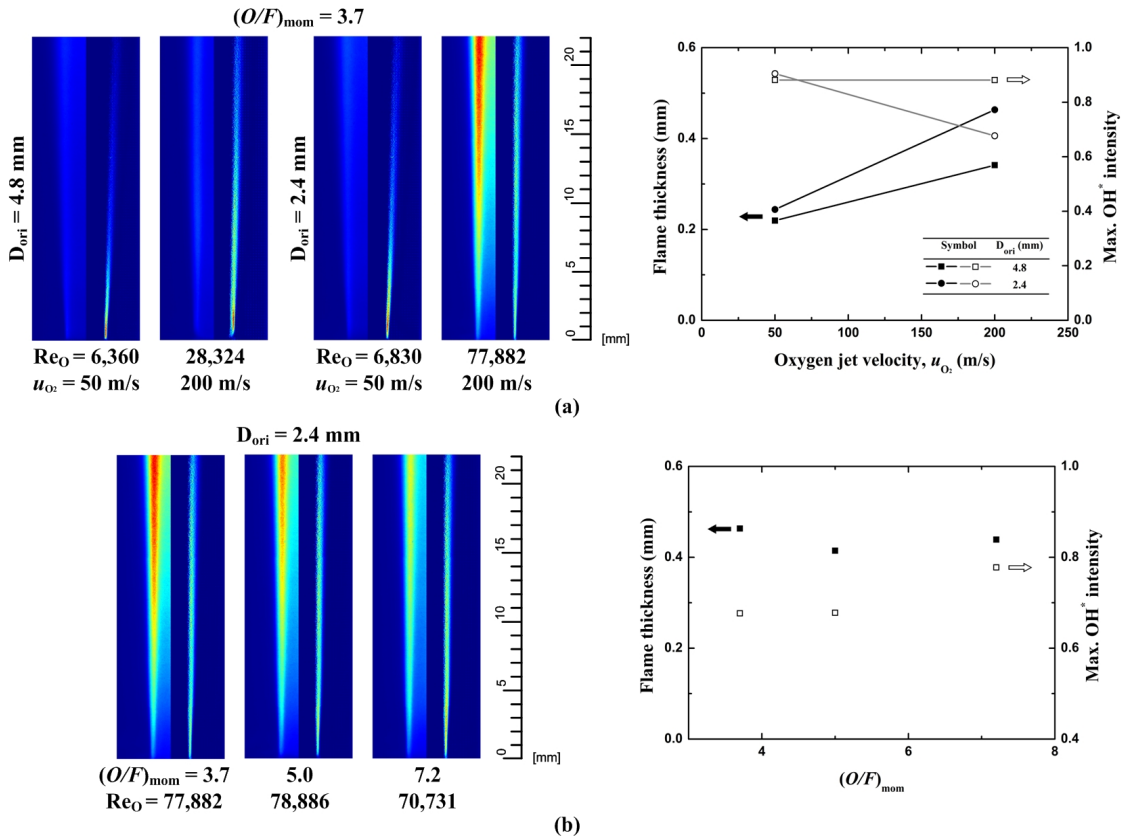 (O/F)mom = 3.7
Dori = 4.8 mm
Dori = 2.4 mm
20
15
10
5
0
[mm]
ReO = 6,360
28,324
ReO = 6,830
77,882
uO2 = 50 m/s
200 m/s
uO2 = 50 m/s
200 m/s
Flame thickness (mm)
0.6
0.4
0.2
0.0
0
50
100
150
200
250
Oxygen jet velocity, uO2 (m/s)
1.0
0.8
0.6
0.4
0.2
0.0
Max. OH* intensity
Symbol Dori (mm)
4.8
2.4
(a)
Dori = 2.4 mm
20
15
10
5
0
[mm]
(O/F)mom = 3.7
5.0
7.2
ReO = 77,882
78,886
70,731
Flame thickness (mm)
0.6
0.4
0.2
0.0
4
6
8
(O/F)mom
1.0
0.9
0.8
0.7
0.6
0.5
0.4
Max. OH* intensity
(b)